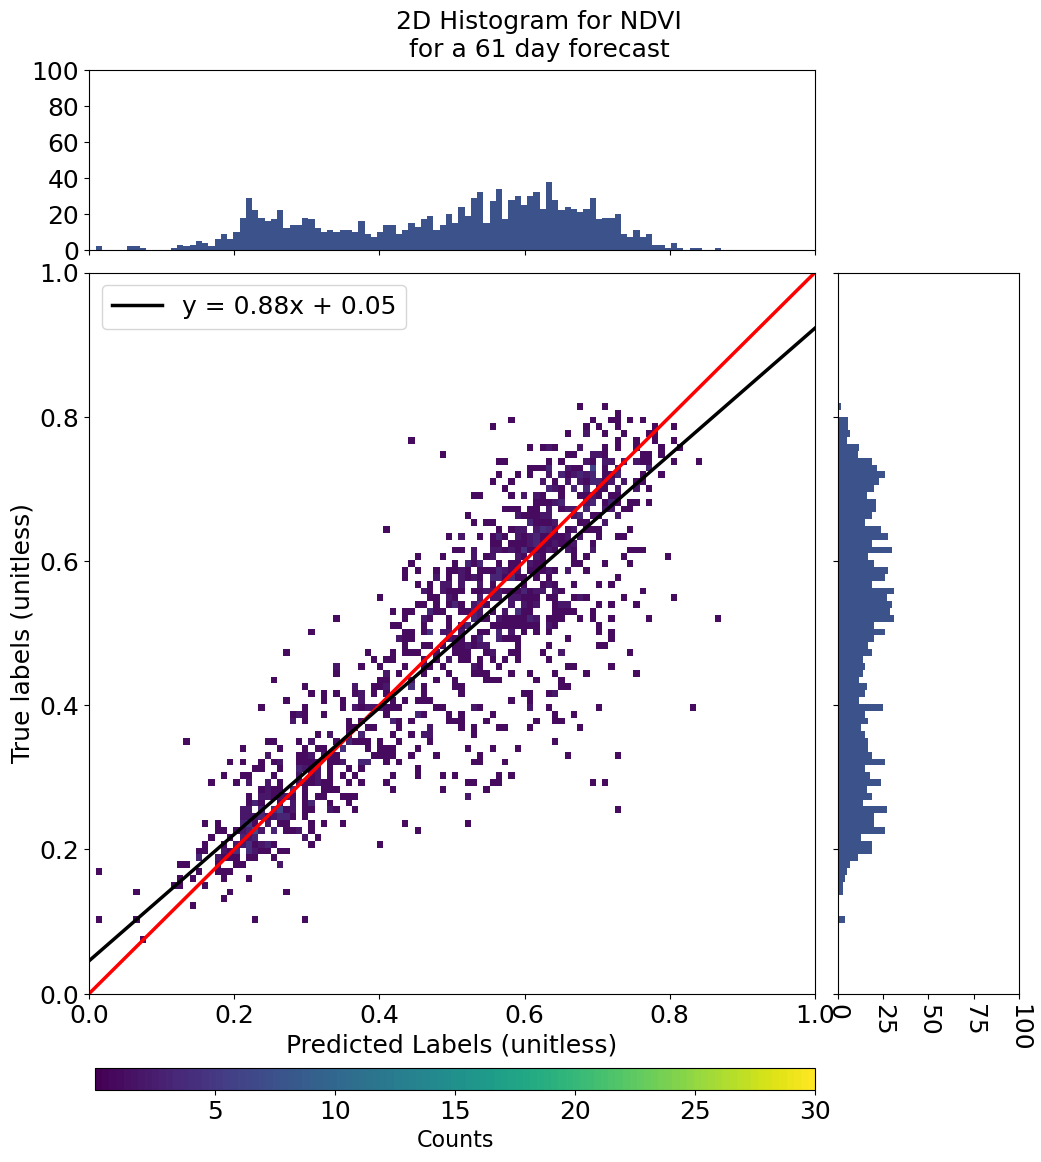 2D Histogram for NDVI
for a 61 day forecast
100
80
60
40
20
0
1.0
0.8
0.6
0.4
0.2
0.0
True labels (unitless)
y = 0.88x + 0.05
0.0 0.2 0.4 0.6 0.8 1.0
Predicted Labels (unitless)
0 25 50 75 100
5 10 15 20 25 30
Counts